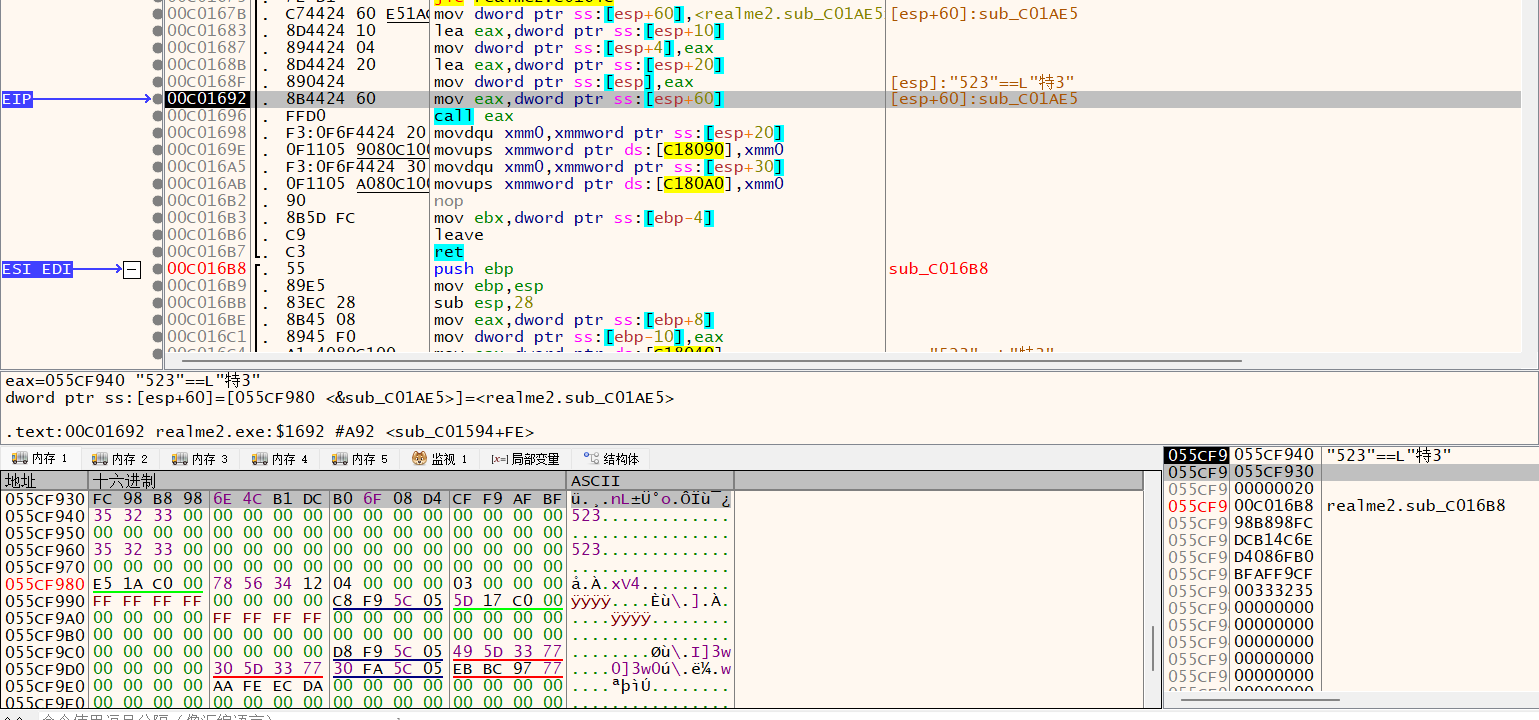 00C0167B . C74424 60 E51AC mov dword ptr ss:[esp+60],<realme2.sub_C01AE5 [esp+60]:sub_C01AE5
00C01683 . 8D4424 10 lea eax,dword ptr ss:[esp+10]
00C01687 . 894424 04 mov dword ptr ss:[esp+4],eax
00C0168B . 8D4424 20 lea eax,dword ptr ss:[esp+20]
00C0168F . 890424 mov dword ptr ss:[esp],eax [esp]:"523"==L"㈵3"
EIP 00C01692 . 8B4424 60 mov eax,dword ptr ss:[esp+60] [esp+60]:sub_C01AE5
00C01696 . FFD0 call eax
00C01698 . F3:0F6F4424 20 movdqu xmm0,xmmword ptr ss:[esp+20]
00C0169E . 0F1105 9080C100 movups xmmword ptr ds:[C18090],xmm0
00C016A5 . F3:0F6F4424 30 movdqu xmm0,xmmword ptr ss:[esp+30]
00C016AB . 0F1105 A080C100 movups xmmword ptr ds:[C180A0],xmm0
00C016B2 . 90 nop
00C016B3 . 8B5D FC mov ebx,dword ptr ss:[ebp-4]
00C016B6 . C9 leave
00C016B7 . C3 ret
ESI EDI 00C016B8 . 55 push ebp sub_C016B8
00C016B9 . 89E5 mov ebp,esp
00C016BB . 83EC 28 sub esp,28
00C016BE . 8B45 08 mov eax,dword ptr ss:[ebp+8]
00C016C1 . 8945 F0 mov dword ptr ss:[ebp-10],eax
eax=055CF940 "523"==L"㈵3"
dword ptr ss:[esp+60]=[055CF980 <&sub_C01AE5>]=<realme2.sub_C01AE5>
.text:00C01692 realme2.exe:$1692 #A92 <sub_C01594+FE>
内存 1 内存 2 内存 3 内存 4 内存 5 监视 1 [x=]局部变量 结构体
地址 十六进制 ASCII
055CF930 FC 98 B8 98 6E 4C B1 DC B0 6F 08 D4 CF F9 AF BF ü.¸.nL±Ü°o.ÔÏù¯¿
055CF940 35 32 33 00 00 00 00 00 00 00 00 00 00 00 00 00 523.............
055CF950 00 00 00 00 00 00 00 00 00 00 00 00 00 00 00 00 ................
055CF960 35 32 33 00 00 00 00 00 00 00 00 00 00 00 00 00 523.............
055CF970 00 00 00 00 00 00 00 00 00 00 00 00 00 00 00 00 ................
055CF980 E5 1A C0 00 78 56 34 12 04 00 00 00 03 00 00 00 å.À.xV4.........
055CF990 FF FF FF FF 00 00 00 00 C8 F9 5C 05 5D 17 C0 00 ÿÿÿÿ....Èù\.].À.
055CF9A0 00 00 00 00 FF FF FF FF 00 00 00 00 00 00 00 00 ....ÿÿÿÿ........
055CF9B0 00 00 00 00 00 00 00 00 00 00 00 00 00 00 00 00 ................
055CF9C0 00 00 00 00 00 00 00 00 D8 F9 5C 05 49 5D 33 77 ........Øù\.I]3w
055CF9D0 00 00 00 00 30 5D 33 77 30 FA 5C 05 EB BC 97 77 ....0]3w0ú\.ë¼.w
055CF9E0 00 00 00 00 AA FE EC DA 00 00 00 00 00 00 00 00 ....ªþìÚ........
055CF9F0 00 00 00 00 00 00 00 00 00 00 00 00 00 00 00 00 ................
055CF9 055CF940 "523"==L"㈵3"
055CF9 055CF930
055CF9 00000020
055CF9 00C016B8 realme2.sub_C016B8
055CF9 98B898FC
055CF9 DCB14C6E
055CF9 D4086FB0
055CF9 BFAFF9CF
055CF9 00333235
055CF9 00000000
055CF9 00000000
055CF9 00000000
055CF9 00000000
055CF9 00000000